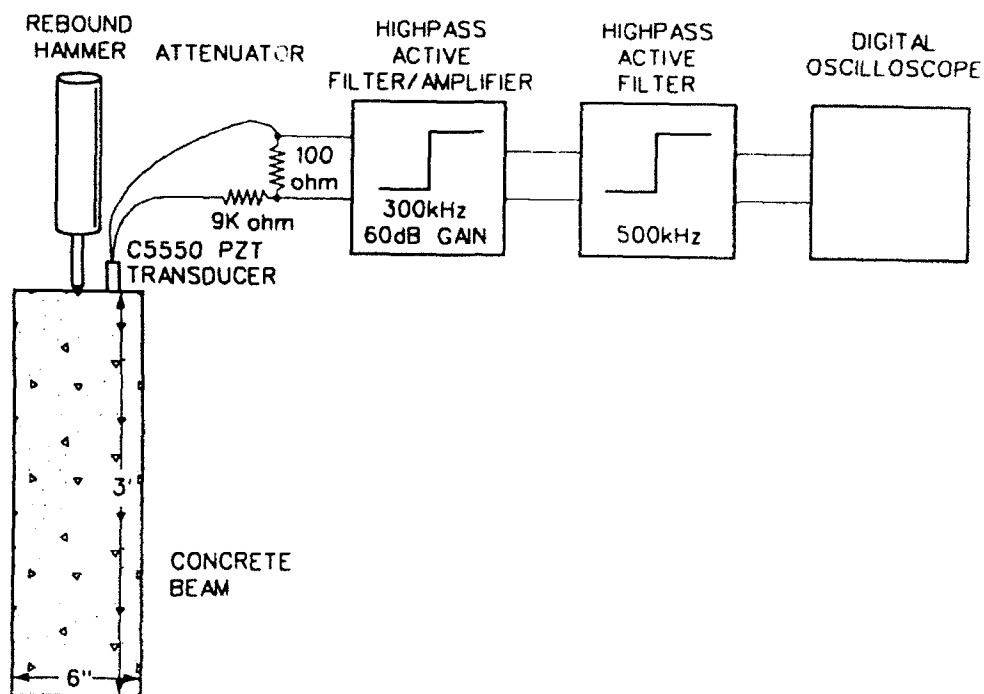 REBOUND
HAMMER
ATTENUATOR
HIGHPASS
ACTIVE
FILTER/AMPLIFIER
HIGHPASS
ACTIVE
FILTER
DIGITAL
OSCILLOSCOPE
100
ohm
9K ohm
300kHz
60dB GAIN
500kHz
C5550 PZT
TRANSDUCER
3'
CONCRETE
BEAM
6"